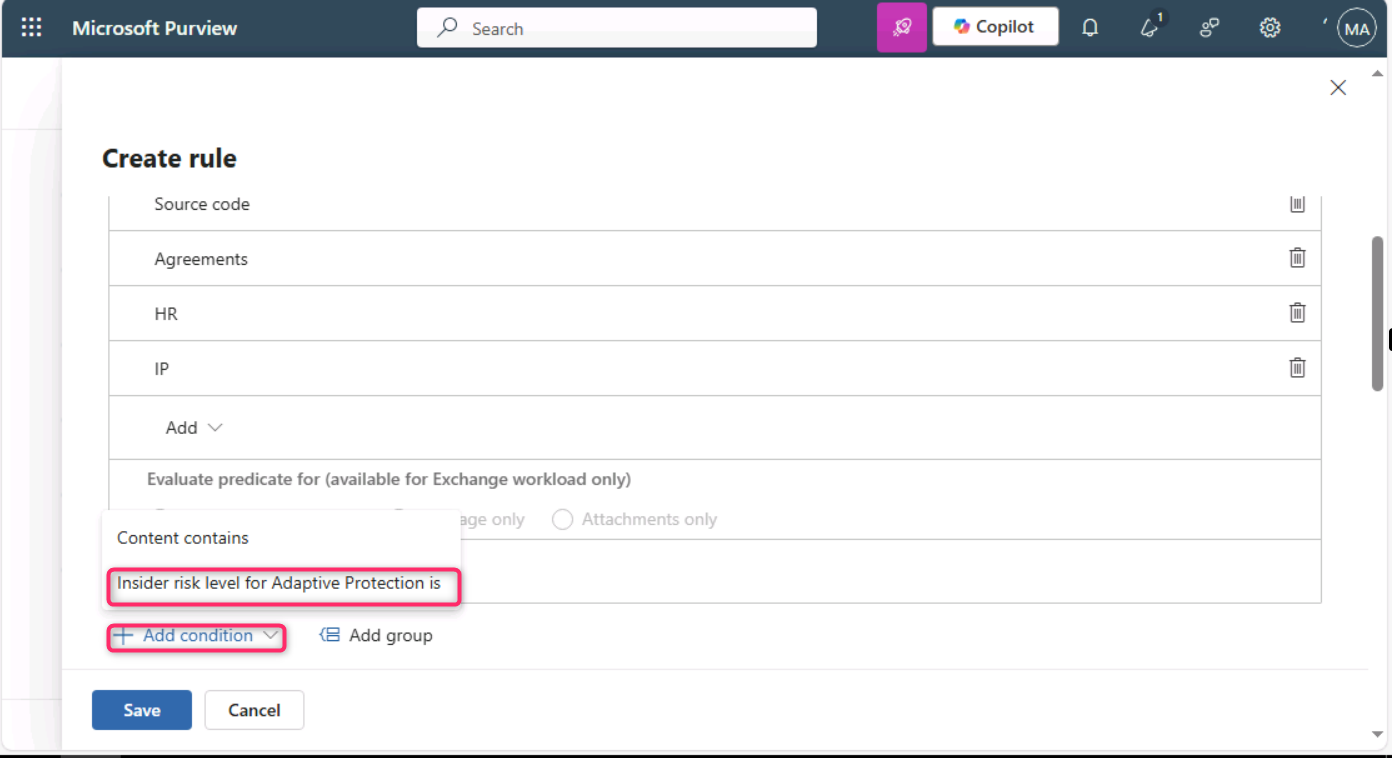 Microsoft Purview
Search
Copilot
1
MA
Create rule
Source code
Agreements
HR
IP
Add
Evaluate predicate for (available for Exchange workload only)
age only
Attachments only
Content contains
Insider risk level for Adaptive Protection is
Add condition
Add group
Save
Cancel